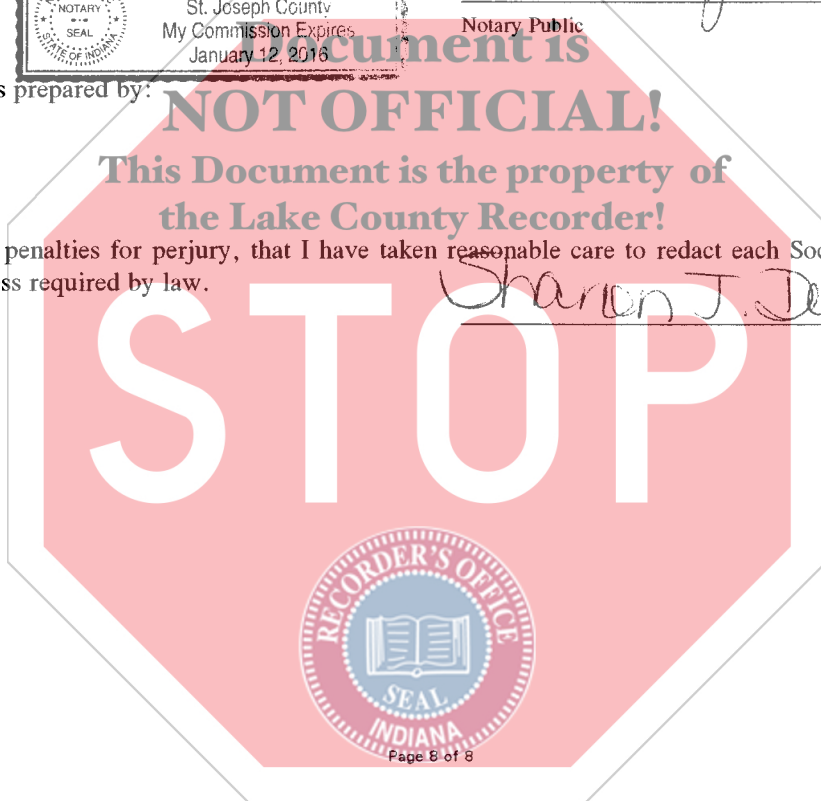 St. Joseph County
NOTARY
My Commission Expires
Notary Public
SEAL
January 12, 2016
STATE OF INDIANA
Document is
s prepared by:
NOT OFFICIAL!
This Document is the property of
the Lake County Recorder!
penalties for perjury, that I have taken reasonable care to redact each Soc
ss required by law.
Sharon J. De
STOP
RECORDER'S OFFICE
SEAL
INDIANA
Page 8 of 8